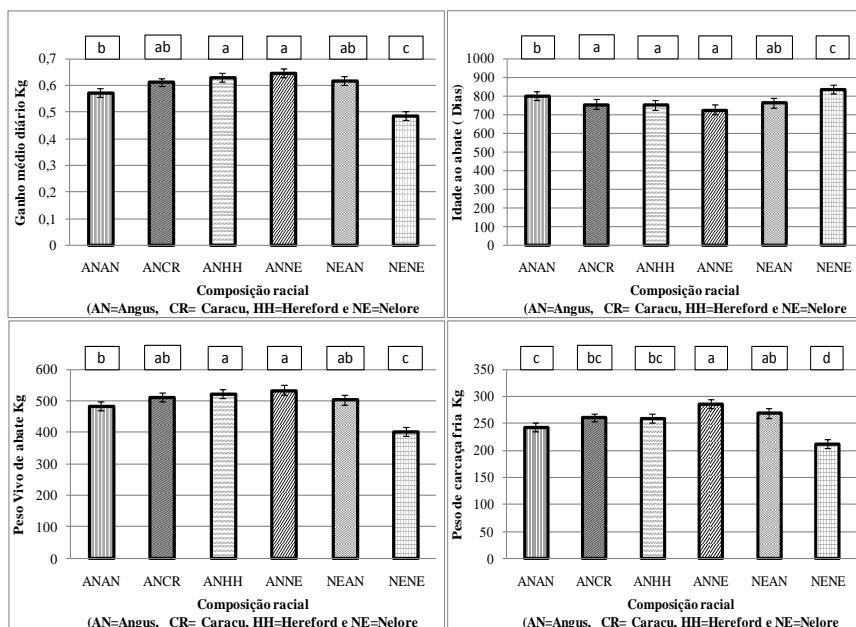 b ab a a ab c
Ganho médio diário Kg
0,7
0,6
0,5
0,4
0,3
0,2
0,1
0
ANAN ANCR ANHH ANNE NEAN NENE
Composição racial
(AN=Angus, CR= Caracu, HH=Hereford e NE=Nelore
b a a a ab c
Idade ao abate ( Dias)
1000
900
800
700
600
500
400
300
200
100
0
ANAN ANCR ANHH ANNE NEAN NENE
Composição racial
(AN=Angus, CR= Caracu, HH=Hereford e NE=Nelore
b ab a a ab c
Peso Vivo de abate Kg
600
500
400
300
200
100
0
ANAN ANCR ANHH ANNE NEAN NENE
Composição racial
(AN=Angus, CR= Caracu, HH=Hereford e NE=Nelore
c bc bc a ab d
Peso de carcaça fria Kg
350
300
250
200
150
100
50
0
ANAN ANCR ANHH ANNE NEAN NENE
Composição racial
(AN=Angus, CR= Caracu, HH=Hereford e NE=Nelore